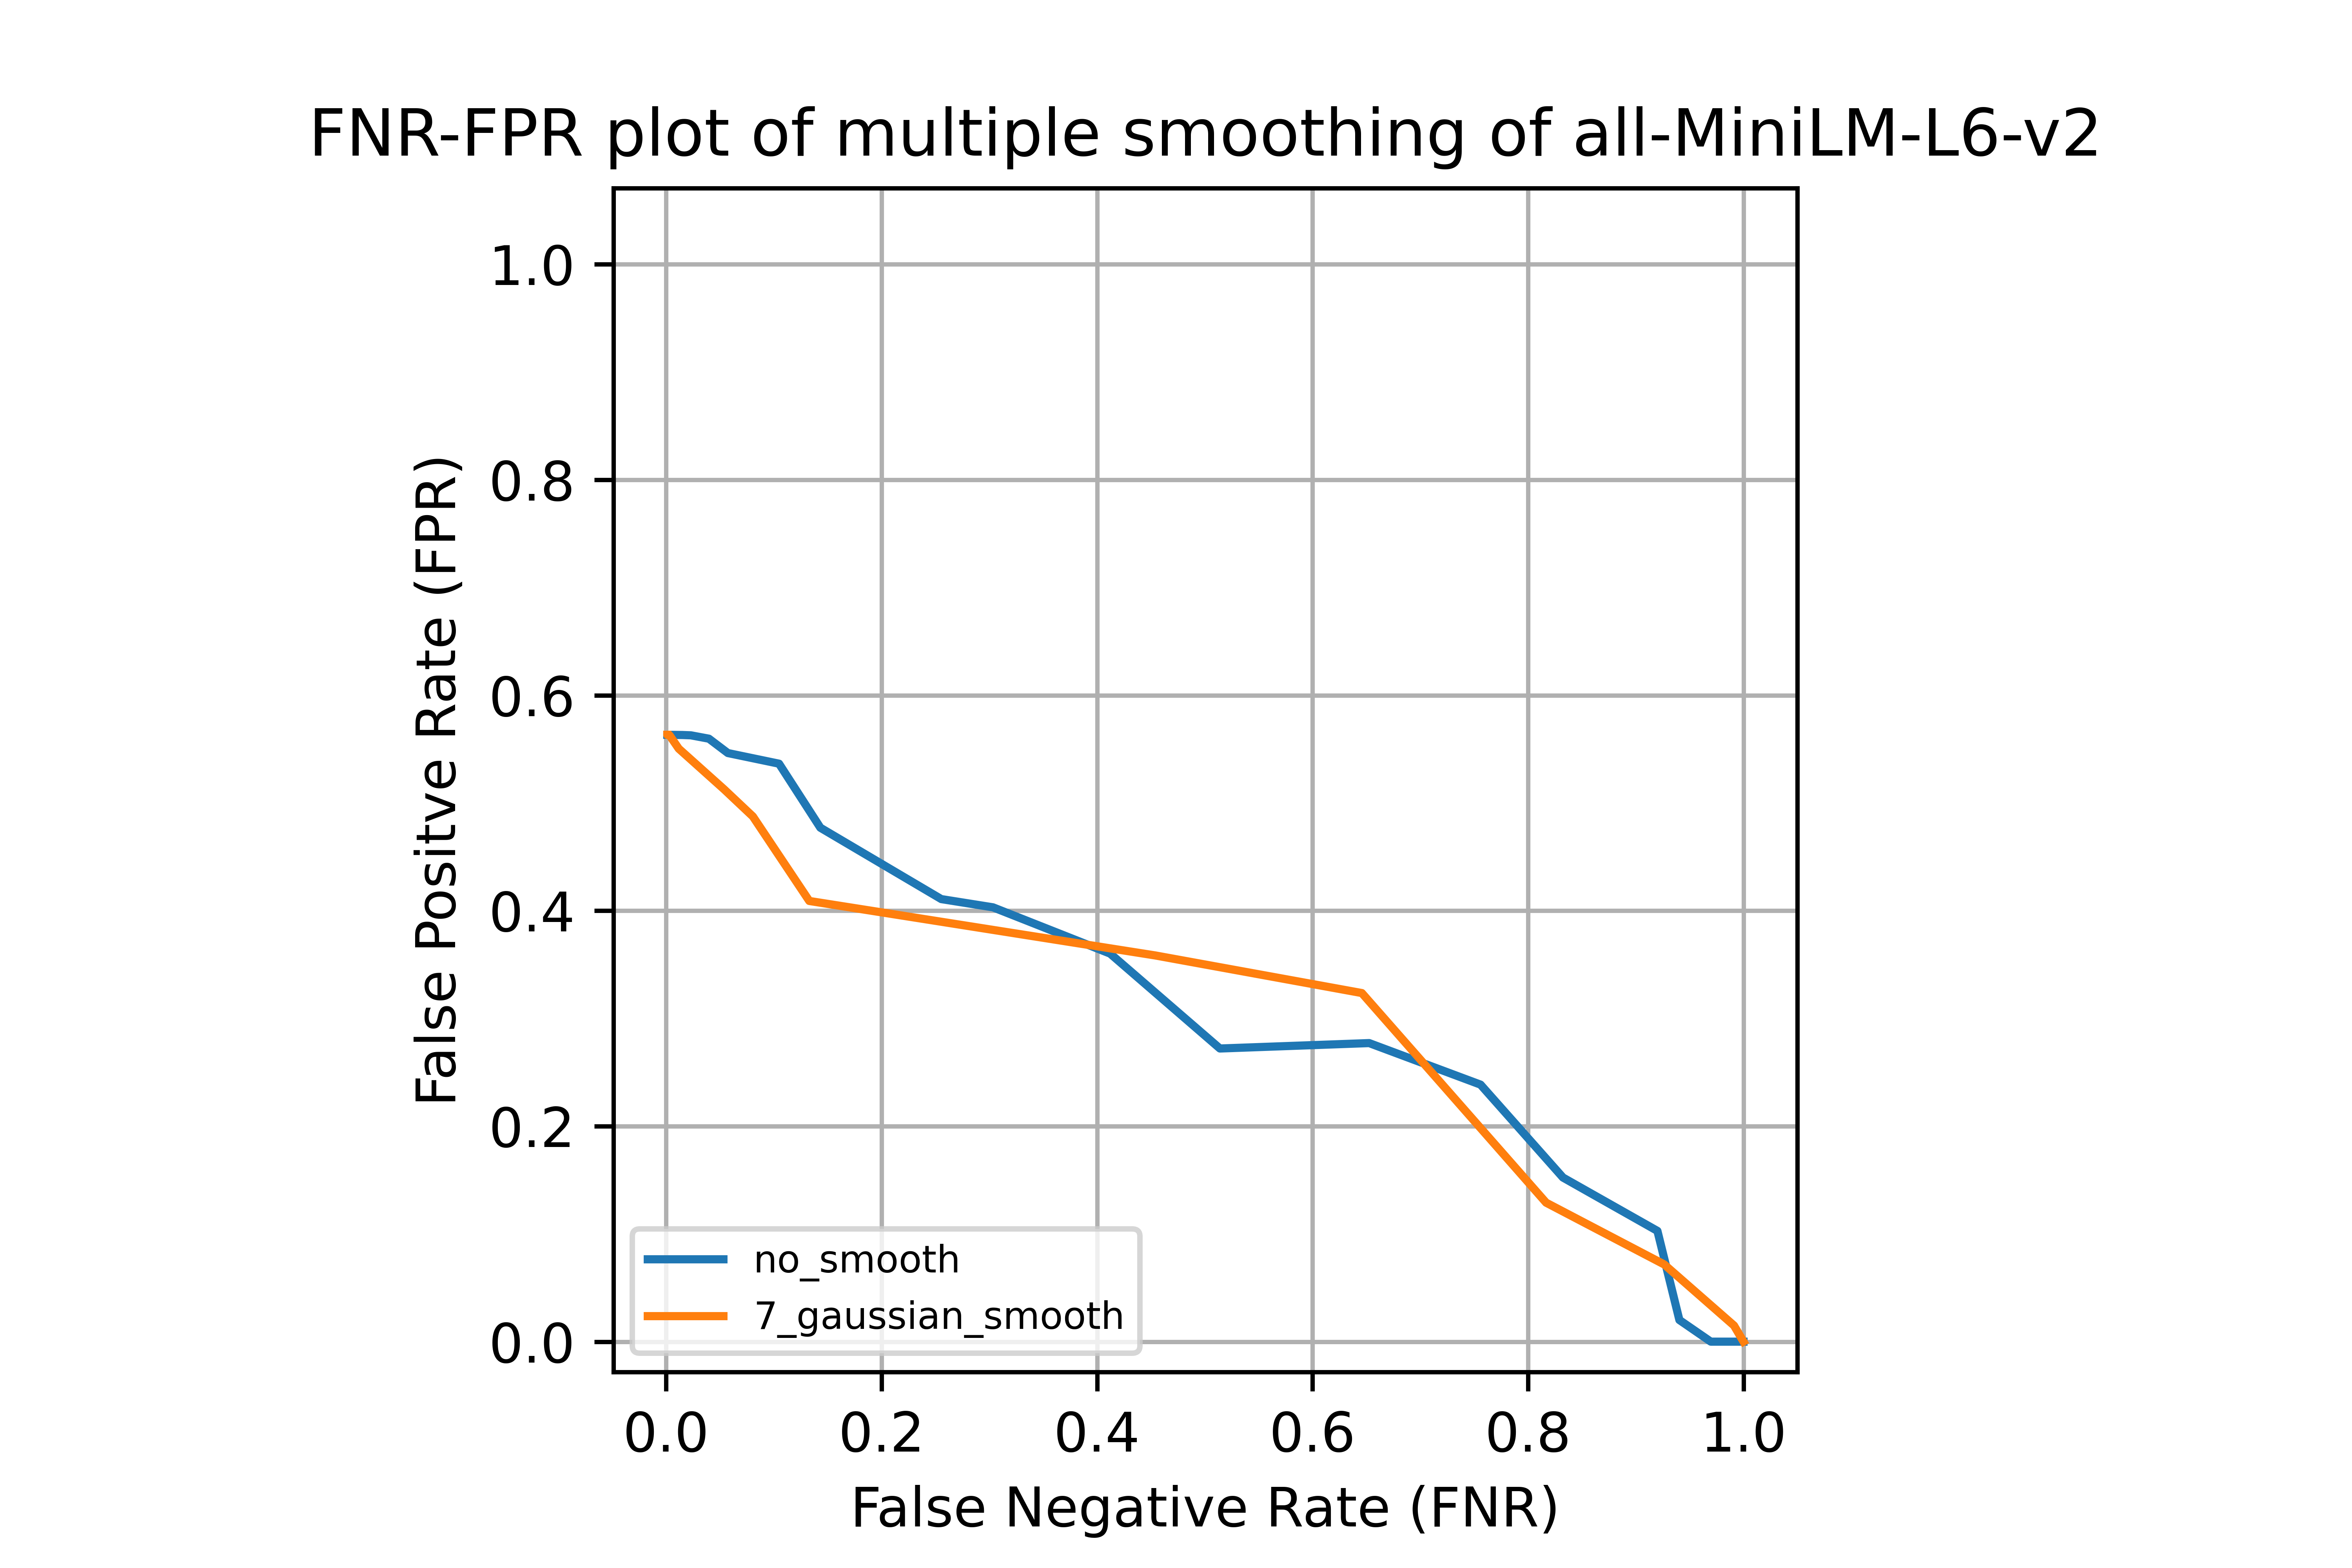 FNR-FPR plot of multiple smoothing of all-MiniLM-L6-v2
False Positve Rate (FPR)
1.0
0.8
0.6
0.4
0.2
0.0
no_smooth
7_gaussian_smooth
0.0 0.2 0.4 0.6 0.8 1.0
False Negative Rate (FNR)